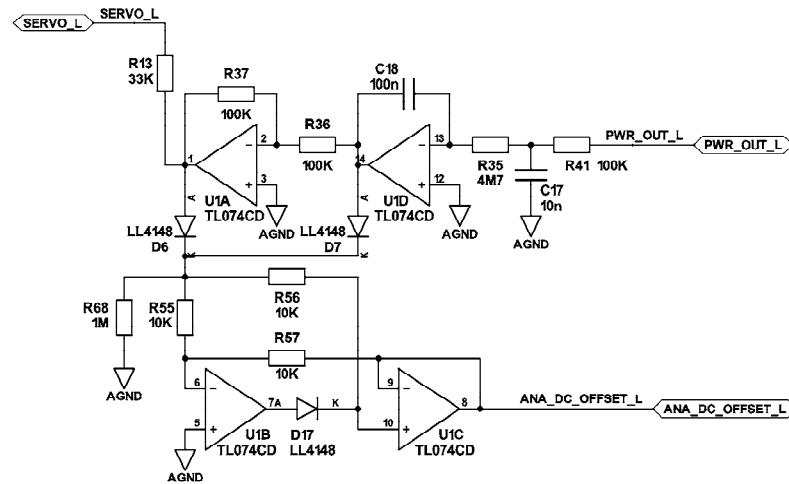 SERVO_L
SERVO_L
R13
33K
R37
100K
C18
100n
R36
100K
1
2
3
14
13
12
R35
4M7
R41 100K
PWR_OUT_L
PWR_OUT_L
C17
10n
AGND
U1A
TL074CD
AGND
U1D
TL074CD
AGND
A
A
LL4148
D6
LL4148
D7
K
K
R68
1M
AGND
R55
10K
R56
10K
R57
10K
6
5
7
A
K
U1B
TL074CD
D17
LL4148
AGND
9
10
8
U1C
TL074CD
ANA_DC_OFFSET_L
ANA_DC_OFFSET_L